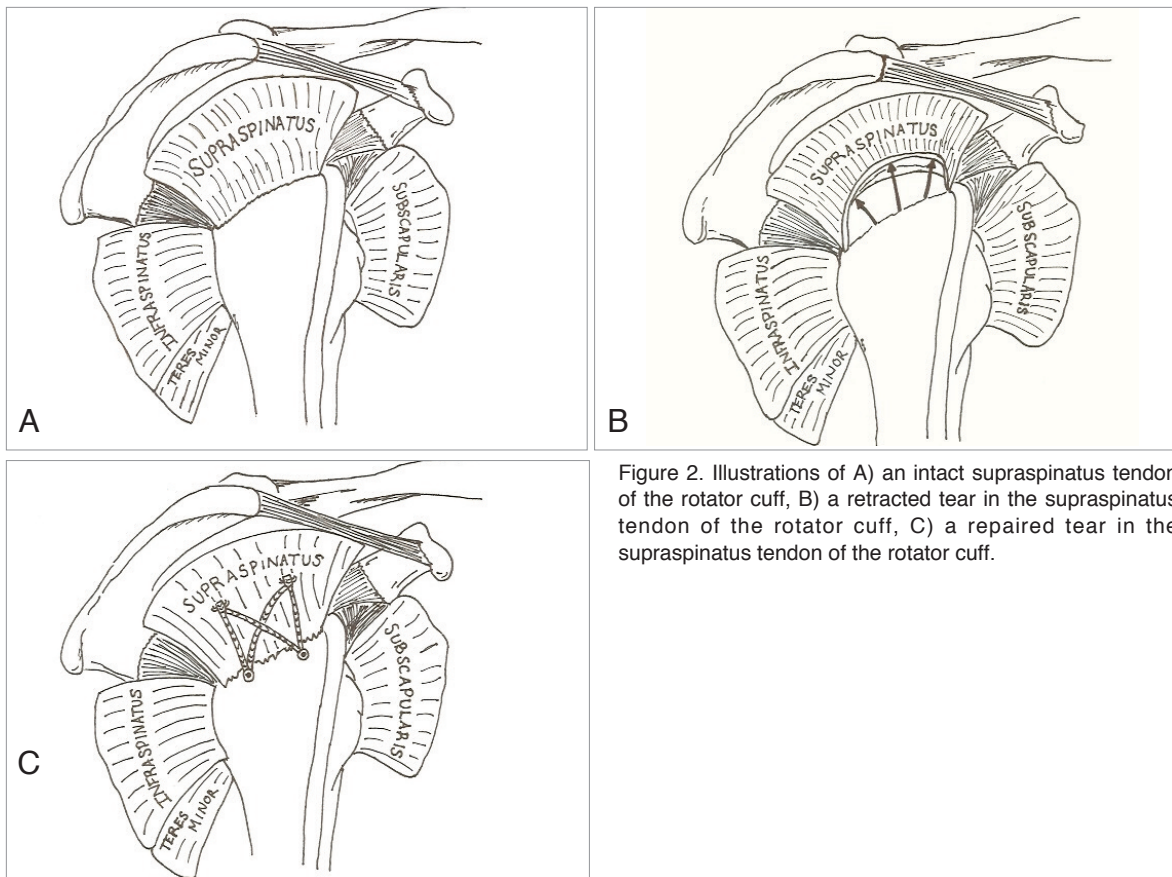 SUPRASPINATUS
SUBSCAPULARIS
INFRASPINATUS
TERES
MINOR
A
SUPRASPINATUS
SUBSCAPULARIS
INFRASPINATUS
TERES
MINOR
B
SUPRASPINATUS
SUBSCAPULARIS
INFRASPINATUS
TERES
MINOR
C
Figure 2. Illustrations of A) an intact supraspinatus tendon
of the rotator cuff, B) a retracted tear in the supraspinatus
tendon of the rotator cuff, C) a repaired tear in the
supraspinatus tendon of the rotator cuff.